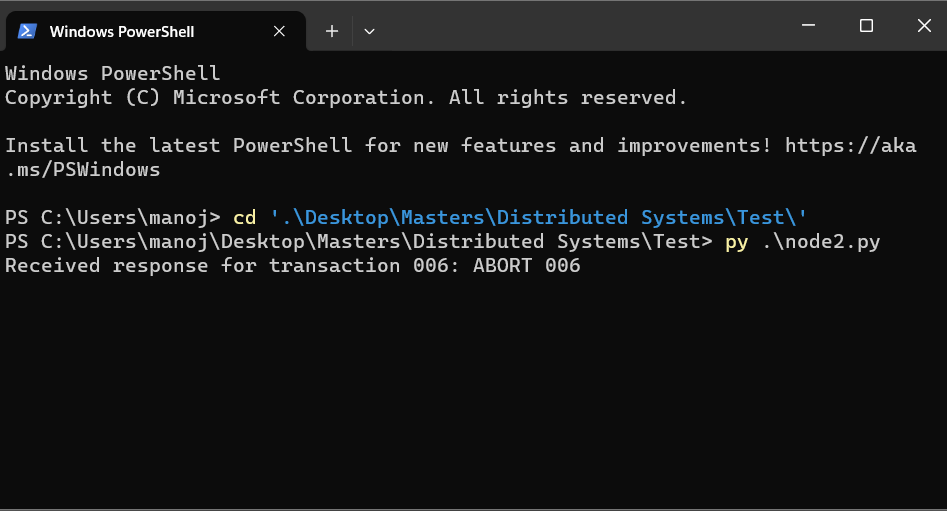 Windows PowerShell
Windows PowerShell
Copyright (C) Microsoft Corporation. All rights reserved.
Install the latest PowerShell for new features and improvements! https://aka
.ms/PSWindows
PS C:\Users\manoj> cd '.\Desktop\Masters\Distributed Systems\Test\'
PS C:\Users\manoj\Desktop\Masters\Distributed Systems\Test> py .\node2.py
Received response for transaction 006: ABORT 006